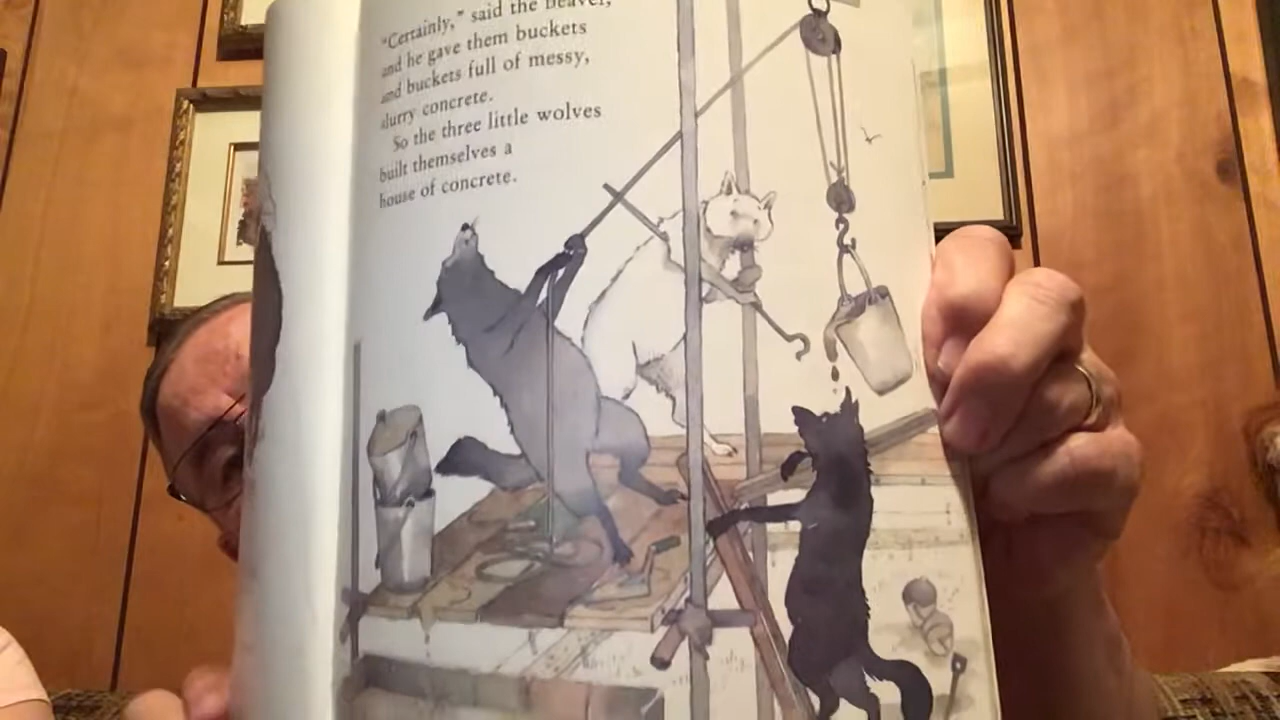 "Certainly," said the Beaver,
and he gave them buckets
and buckets full of messy,
slurry concrete.
So the three little wolves
built themselves a
house of concrete.